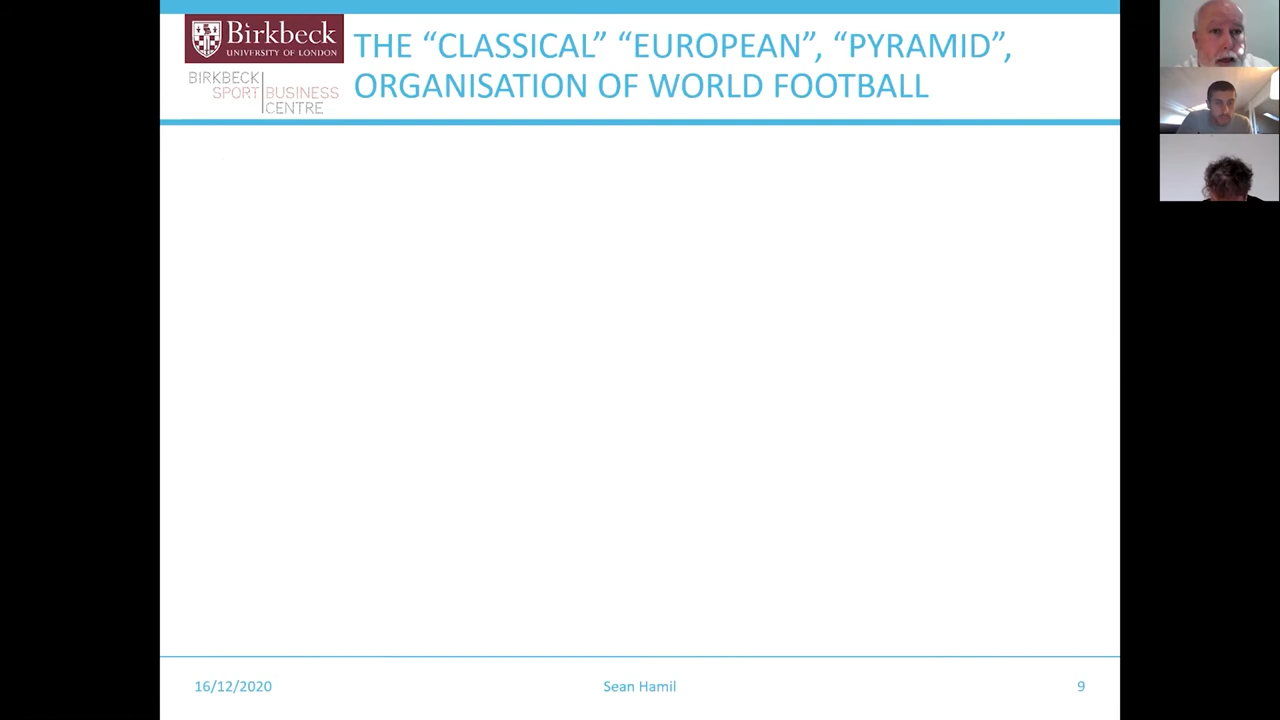 Birkbeck
UNIVERSITY OF LONDON
BIRKBECK
SPORT BUSINESS
CENTRE
THE “CLASSICAL” “EUROPEAN”, “PYRAMID”,
ORGANISATION OF WORLD FOOTBALL
16/12/2020
Sean Hamil
9